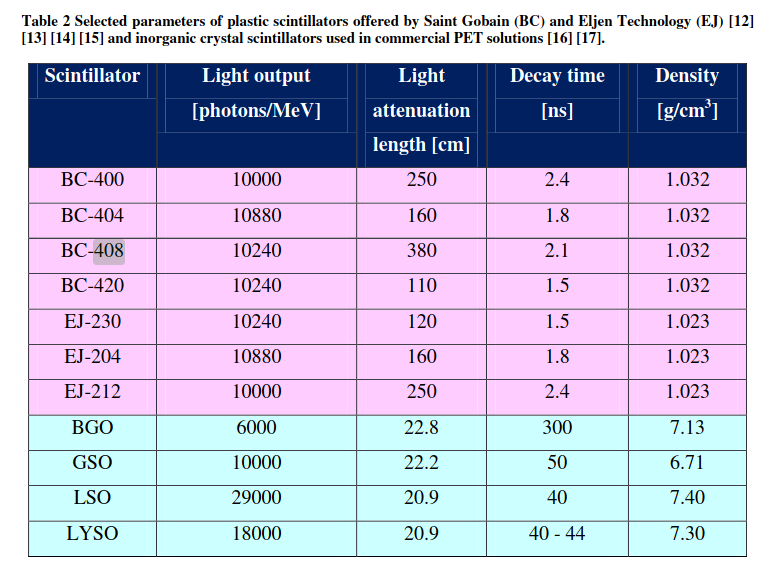 Table 2 Selected parameters of plastic scintillators offered by Saint Gobain (BC) and Eljen Technology (EJ) [12]
[13] [14] [15] and inorganic crystal scintillators used in commercial PET solutions [16] [17].
Scintillator Light output Light Decay time Density
[photons/MeV] attenuation [ns] [g/cm³]
length [cm]
BC-400 10000 250 2.4 1.032
BC-404 10880 160 1.8 1.032
BC-408 10240 380 2.1 1.032
BC-420 10240 110 1.5 1.032
EJ-230 10240 120 1.5 1.023
EJ-204 10880 160 1.8 1.023
EJ-212 10000 250 2.4 1.023
BGO 6000 22.8 300 7.13
GSO 10000 22.2 50 6.71
LSO 29000 20.9 40 7.40
LYSO 18000 20.9 40 - 44 7.30